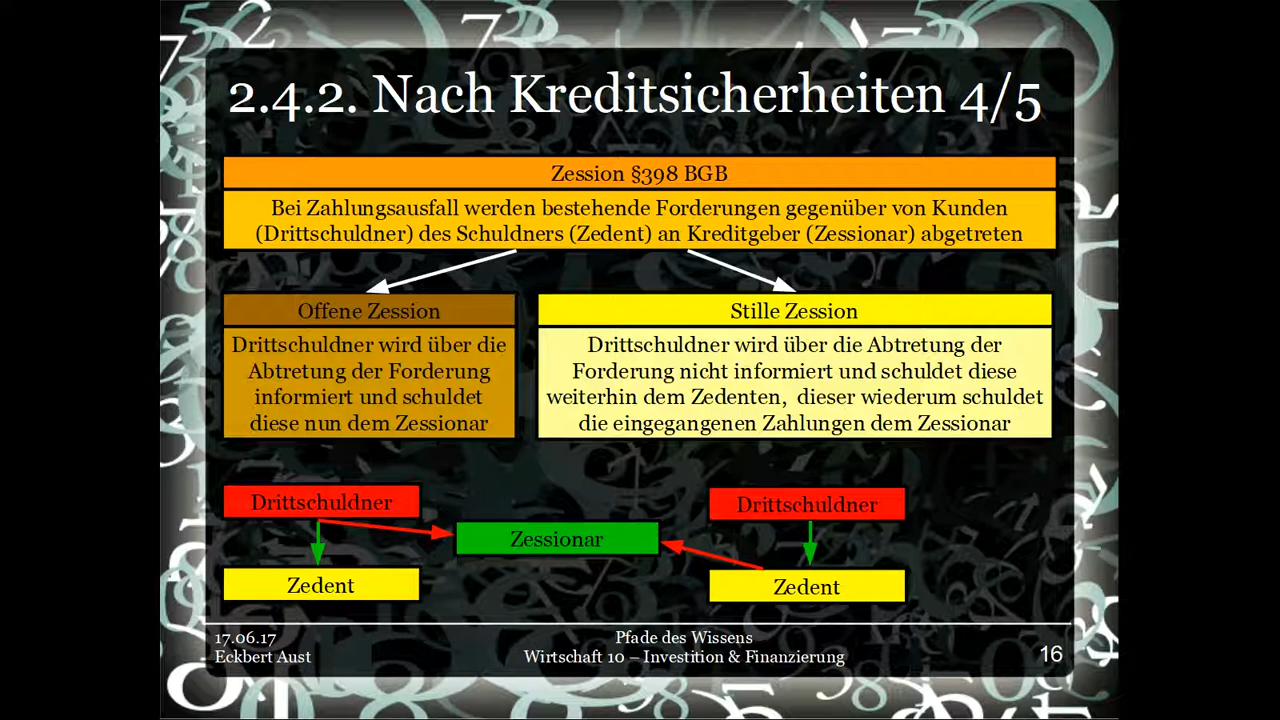 2.4.2. Nach Kreditsicherheiten 4/5
Zession §398 BGB
Bei Zahlungsausfall werden bestehende Forderungen gegenüber von Kunden
(Drittschuldner) des Schuldners (Zedent) an Kreditgeber (Zessionar) abgetreten
Offene Zession
Drittschuldner wird über die
Abtretung der Forderung
informiert und schuldet
diese nun dem Zessionar
Stille Zession
Drittschuldner wird über die Abtretung der
Forderung nicht informiert und schuldet diese
weiterhin dem Zedenten, dieser wiederum schuldet
die eingegangenen Zahlungen dem Zessionar
Drittschuldner
Zessionar
Zedent
Drittschuldner
Zedent
17.06.17
Eckbert Aust
Pfade des Wissens
Wirtschaft 10 – Investition & Finanzierung
16